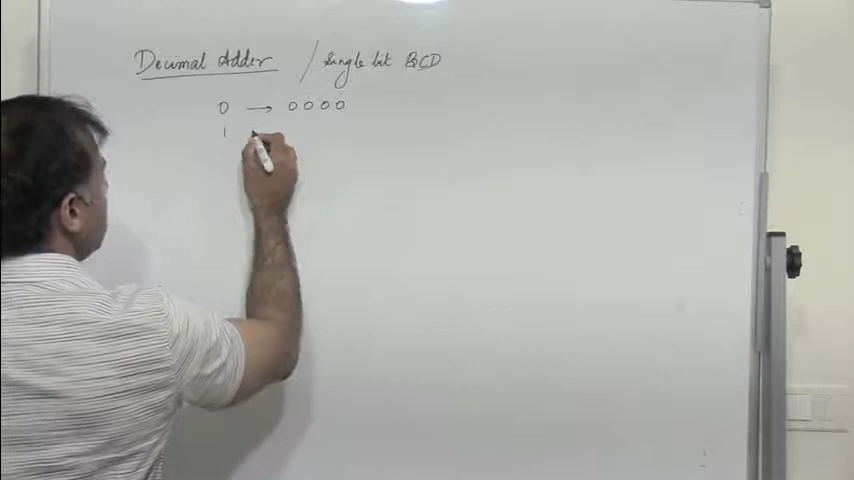 Decimal Adder / Single bit BCD
0 → 0000
1